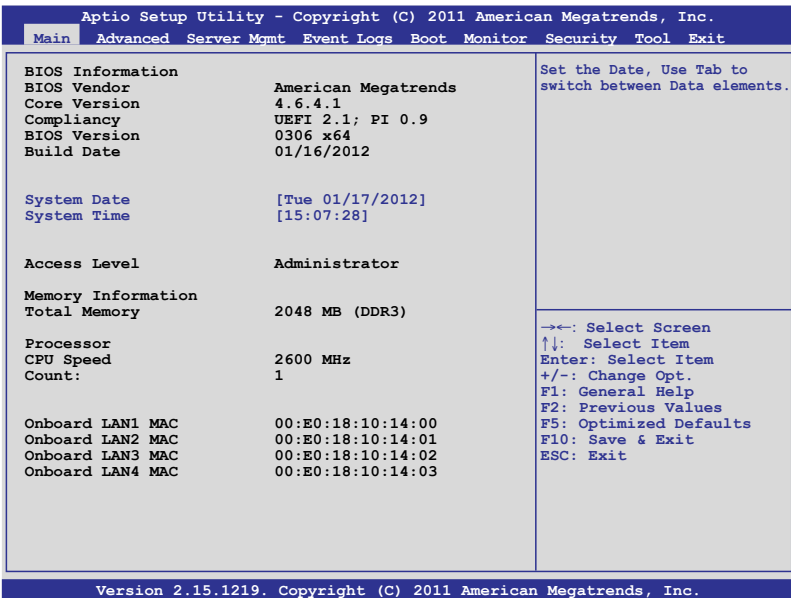 Aptio Setup Utility - Copyright (C) 2011 American Megatrends, Inc.
Main Advanced Server Mgmt Event Logs Boot Monitor Security Tool Exit
BIOS Information
BIOS Vendor American Megatrends
Core Version 4.6.4.1
Compliancy UEFI 2.1; PI 0.9
BIOS Version 0306 x64
Build Date 01/16/2012
System Date [Tue 01/17/2012]
System Time [15:07:28]
Access Level Administrator
Memory Information
Total Memory 2048 MB (DDR3)
Processor
CPU Speed 2600 MHz
Count: 1
Onboard LAN1 MAC 00:E0:18:10:14:00
Onboard LAN2 MAC 00:E0:18:10:14:01
Onboard LAN3 MAC 00:E0:18:10:14:02
Onboard LAN4 MAC 00:E0:18:10:14:03
Set the Date, Use Tab to
switch between Data elements.
→←: Select Screen
↑↓: Select Item
Enter: Select Item
+/-: Change Opt.
F1: General Help
F2: Previous Values
F5: Optimized Defaults
F10: Save & Exit
ESC: Exit
Version 2.15.1219. Copyright (C) 2011 American Megatrends, Inc.